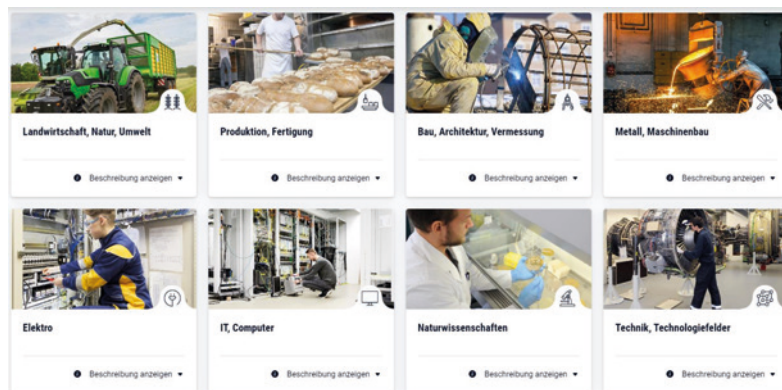 Landwirtschaft, Natur, Umwelt
Beschreibung anzeigen
Produktion, Fertigung
Beschreibung anzeigen
Bau, Architektur, Vermessung
Beschreibung anzeigen
Metall, Maschinenbau
Beschreibung anzeigen
Elektro
Beschreibung anzeigen
IT, Computer
Beschreibung anzeigen
Naturwissenschaften
Beschreibung anzeigen
Technik, Technologiefelder
Beschreibung anzeigen